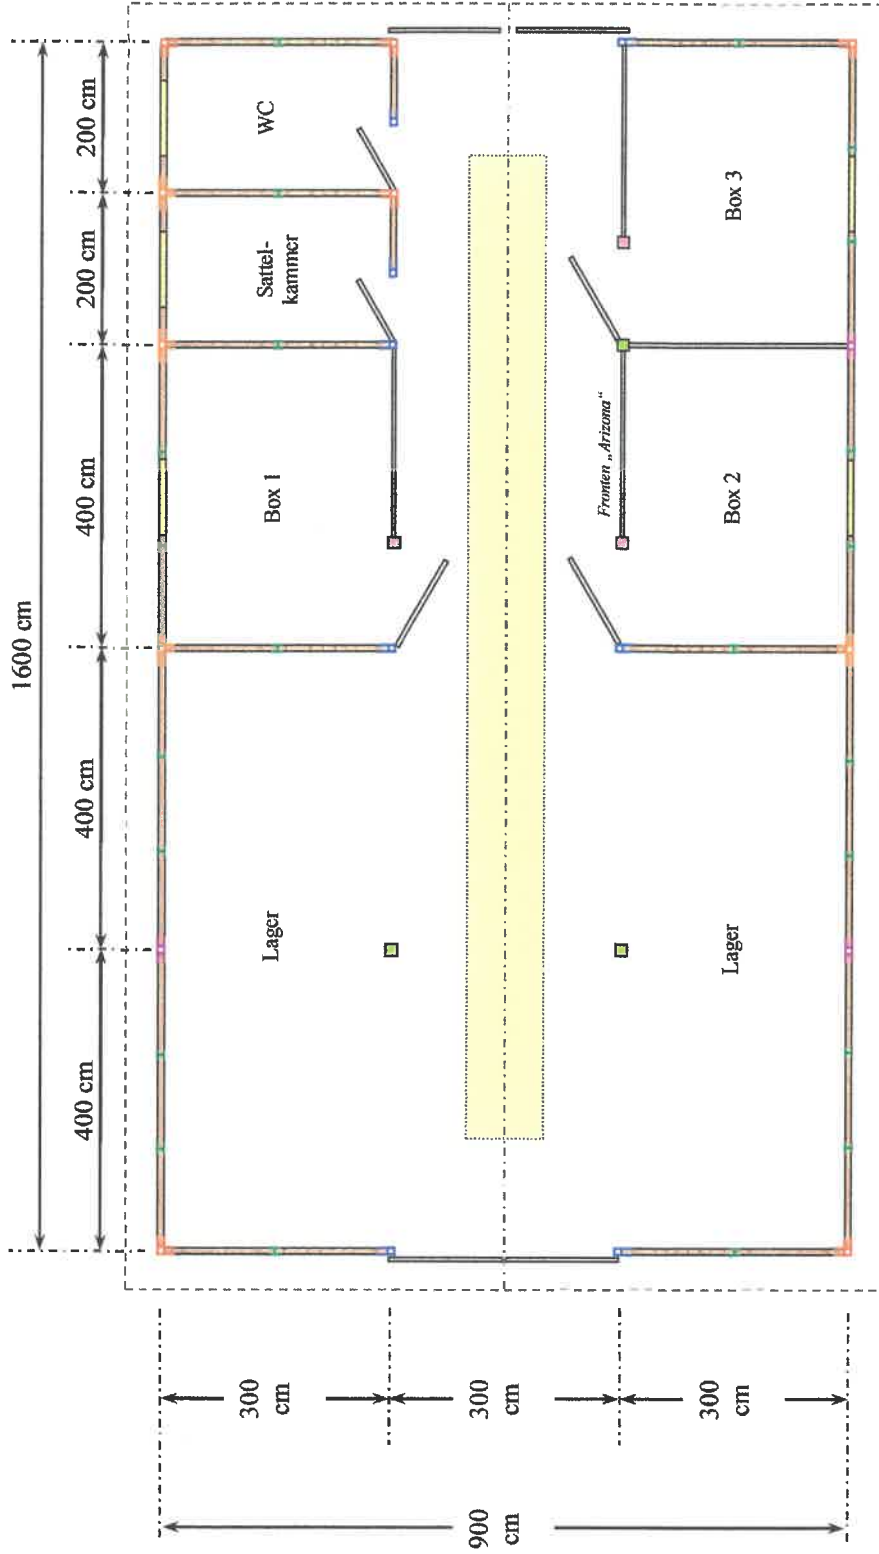 1600 cm
400 cm
400 cm
400 cm
200 cm
200 cm
Lager
Box 1
Sattel-
kammer
WC
Fronten „Arizona“
Lager
Box 2
Box 3
300
cm
300
cm
300
cm
900
cm